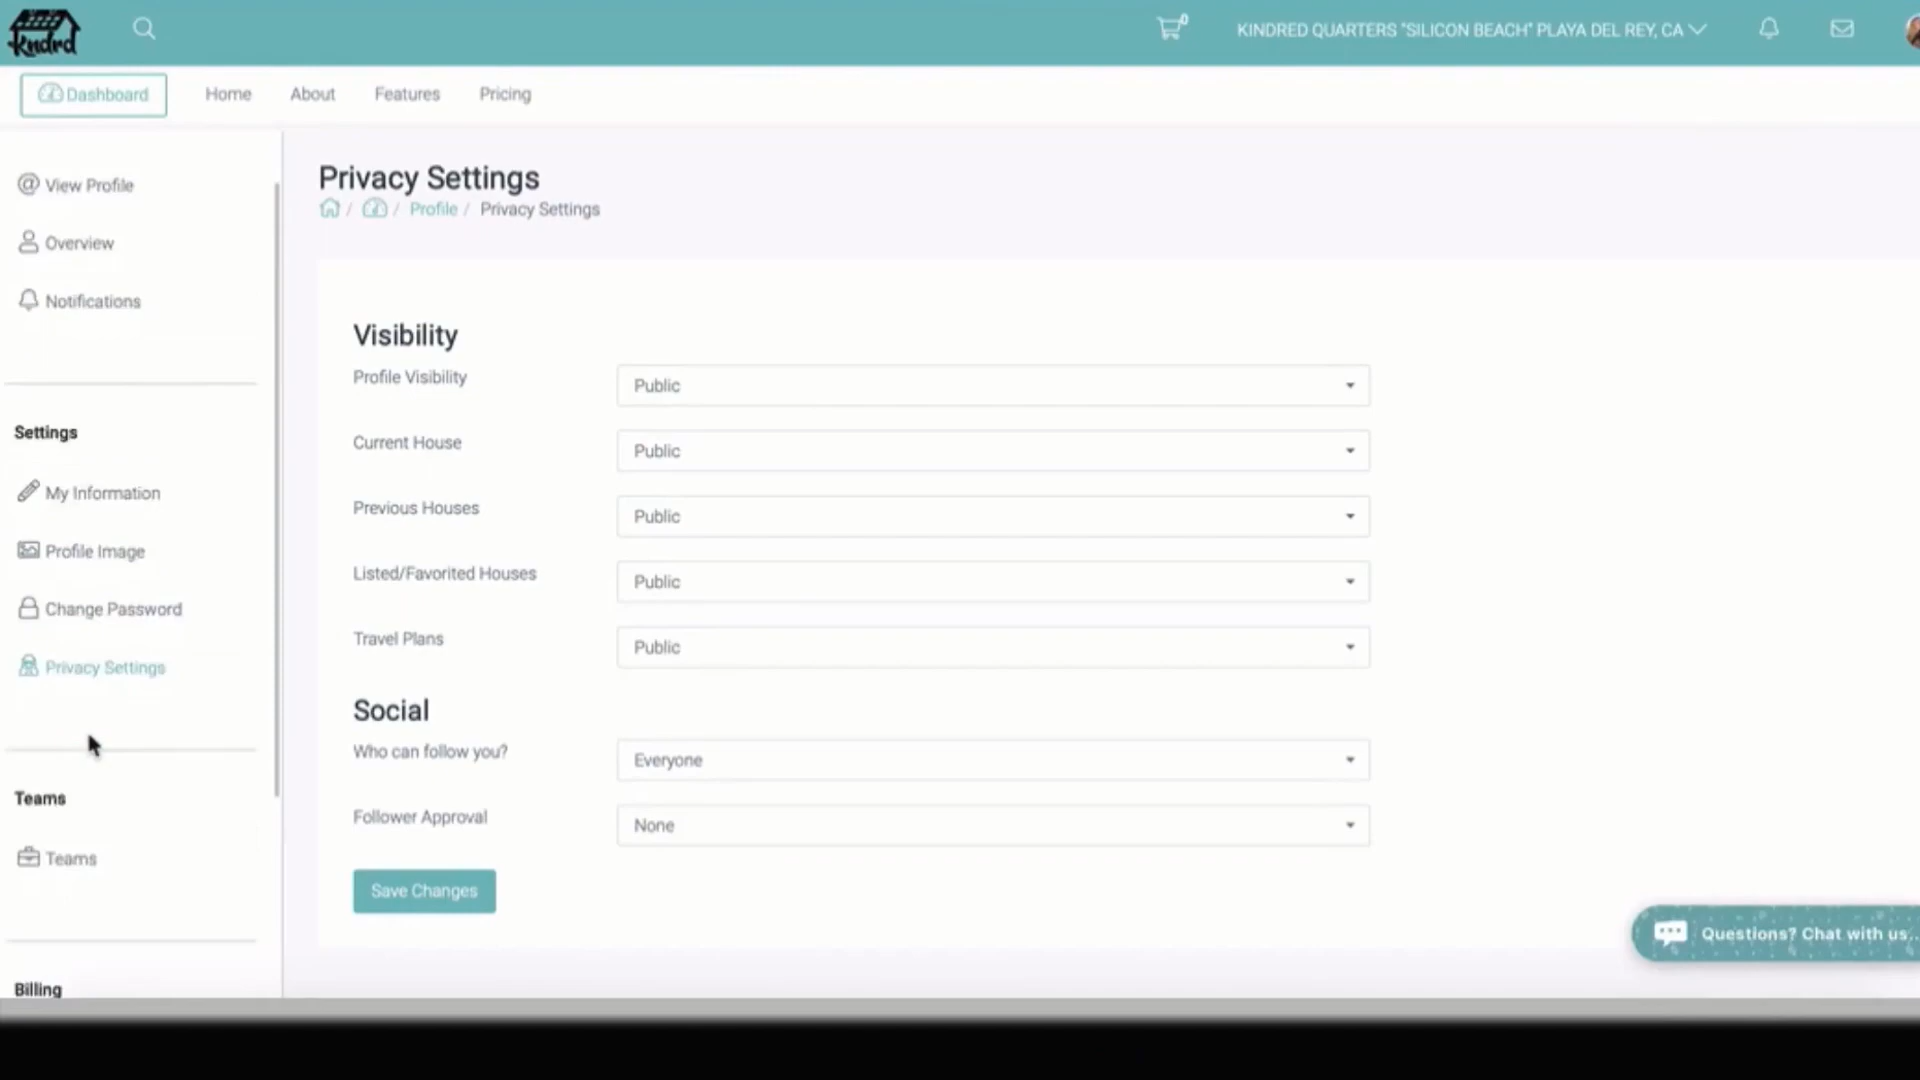 kndrd
0
KINDRED QUARTERS "SILICON BEACH" PLAYA DEL REY, CA
Dashboard
Home
About
Features
Pricing
View Profile
Overview
Notifications
Settings
My Information
Profile Image
Change Password
Privacy Settings
Teams
Teams
Billing
Privacy Settings
/ / Profile / Privacy Settings
Visibility
Profile Visibility
Public
Current House
Public
Previous Houses
Public
Listed/Favorited Houses
Public
Travel Plans
Public
Social
Who can follow you?
Everyone
Follower Approval
None
Save Changes
Questions? Chat with us..